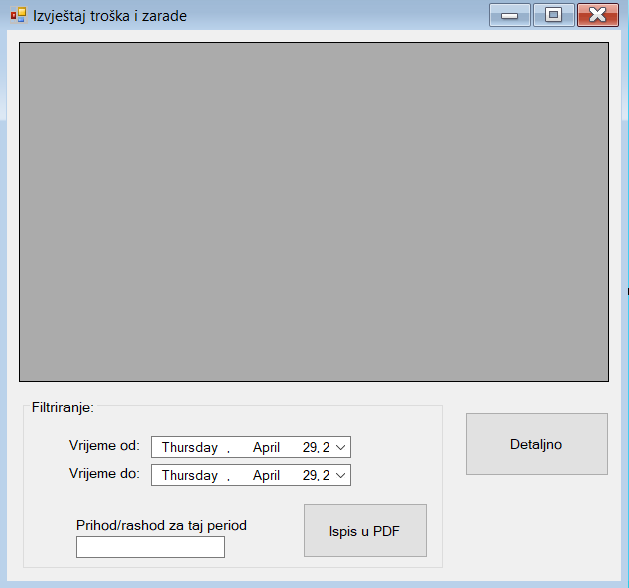 Izvještaj troška i zarade
Filtriranje:
Vrijeme od: Thursday , April 29, 2
Vrijeme do: Thursday , April 29, 2
Detaljno
Prihod/rashod za taj period
Ispis u PDF